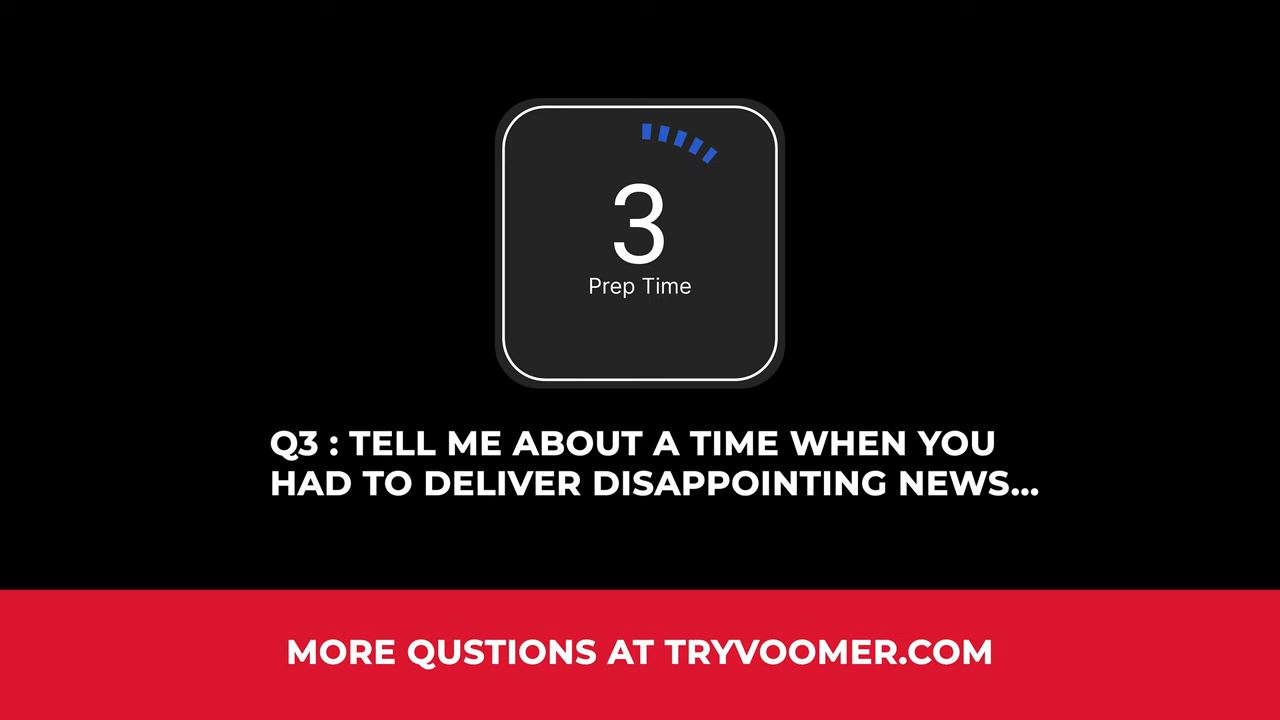 3
Prep Time
Q3 : TELL ME ABOUT A TIME WHEN YOU
HAD TO DELIVER DISAPPOINTING NEWS...
MORE QUSTIONS AT TRYVOOMER.COM